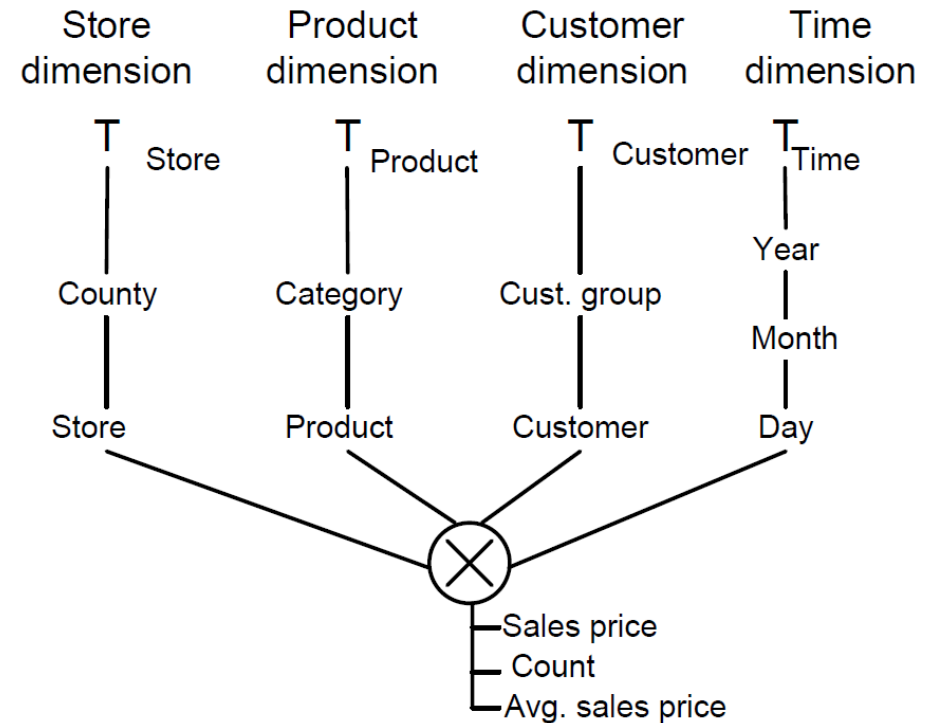 Store
dimension
Product
dimension
Customer
dimension
Time
dimension
T Store
T Product
T Customer
T Time
Year
County
Category
Cust. group
Month
Store
Product
Customer
Day
Sales price
Count
Avg. sales price